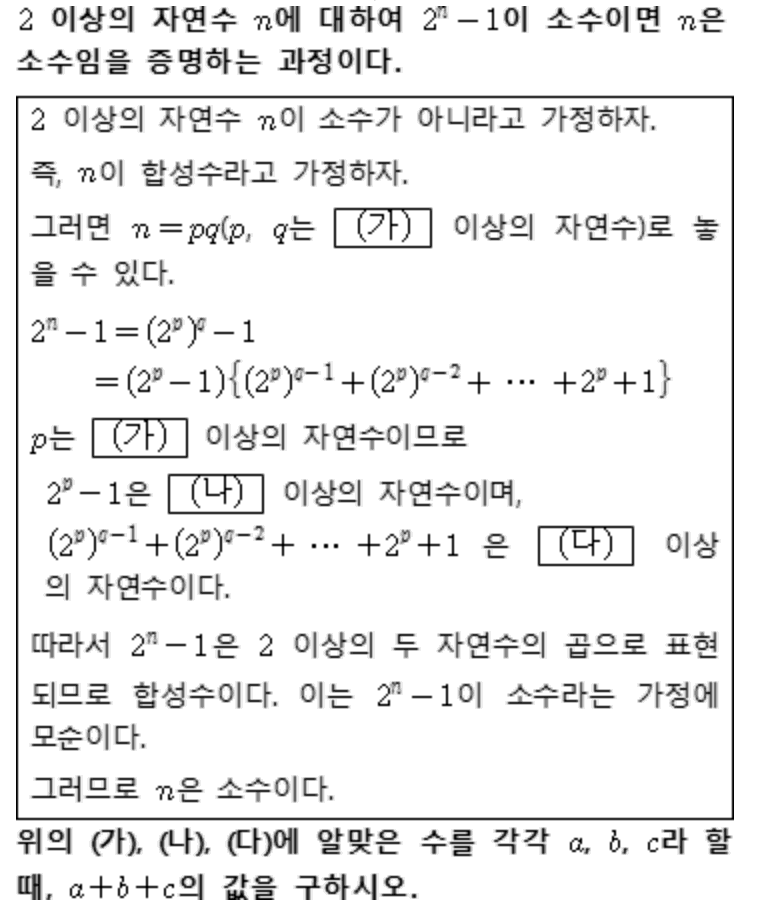 2 이상의 자연수 n에 대하여 2ⁿ − 1이 소수이면 n은
소수임을 증명하는 과정이다.
2 이상의 자연수 n이 소수가 아니라고 가정하자.
즉, n이 합성수라고 가정하자.
그러면 n = pq(p, q는 (가) 이상의 자연수)로 놓
을 수 있다.
2ⁿ − 1 = (2^p)^q − 1
= (2^p − 1){(2^p)^{q−1} + (2^p)^{q−2} + ⋯ + 2^p + 1}
p는 (가) 이상의 자연수이므로
2^p − 1은 (나) 이상의 자연수이며,
(2^p)^{q−1} + (2^p)^{q−2} + ⋯ + 2^p + 1 은 (다) 이상
의 자연수이다.
따라서 2ⁿ − 1은 2 이상의 두 자연수의 곱으로 표현
되므로 합성수이다. 이는 2ⁿ − 1이 소수라는 가정에
모순이다.
그러므로 n은 소수이다.
위의 (가), (나), (다)에 알맞은 수를 각각 a, b, c라 할
때, a+b+c의 값을 구하시오.